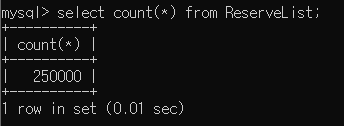 mysql> select count(*) from ReserveList;
+----------+
| count(*) |
+----------+
|   250000 |
+----------+
1 row in set (0.01 sec)